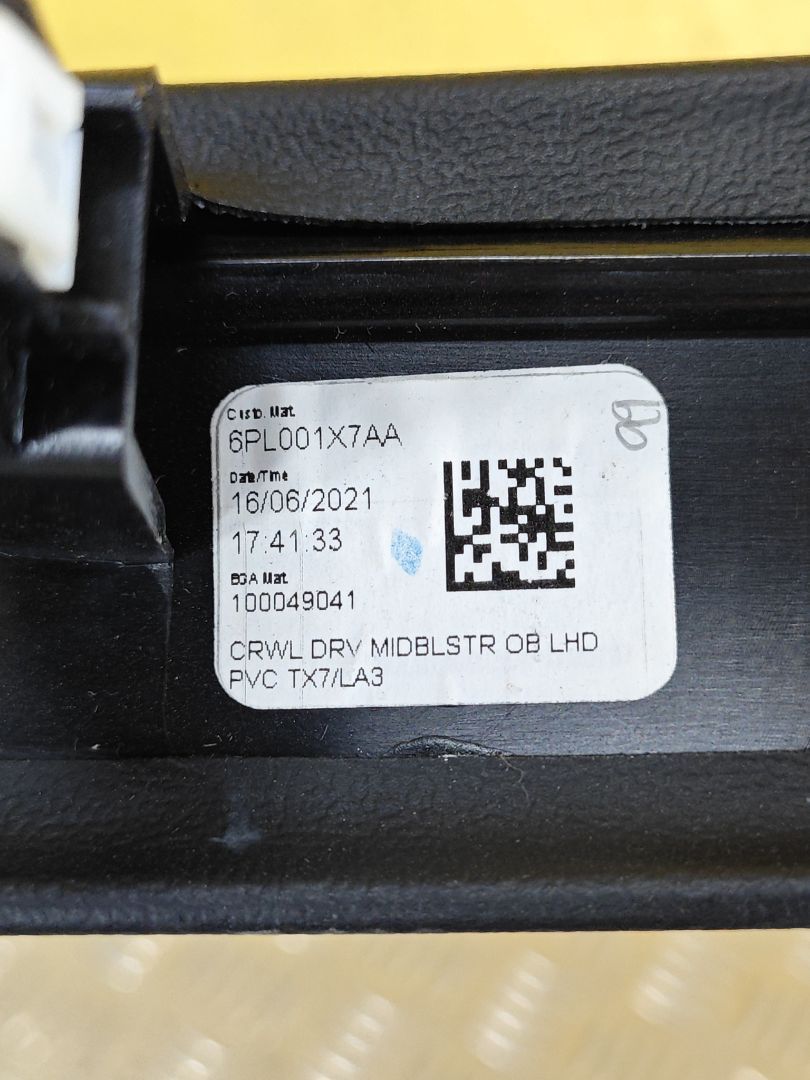 Custo. Mat.
6PL001X7AA
Date/Time
16/06/2021
17:41:33
BGA Mat.
100049041
CRWL DRV MIDBLSTR OB LHD
PVC TX7/LA3